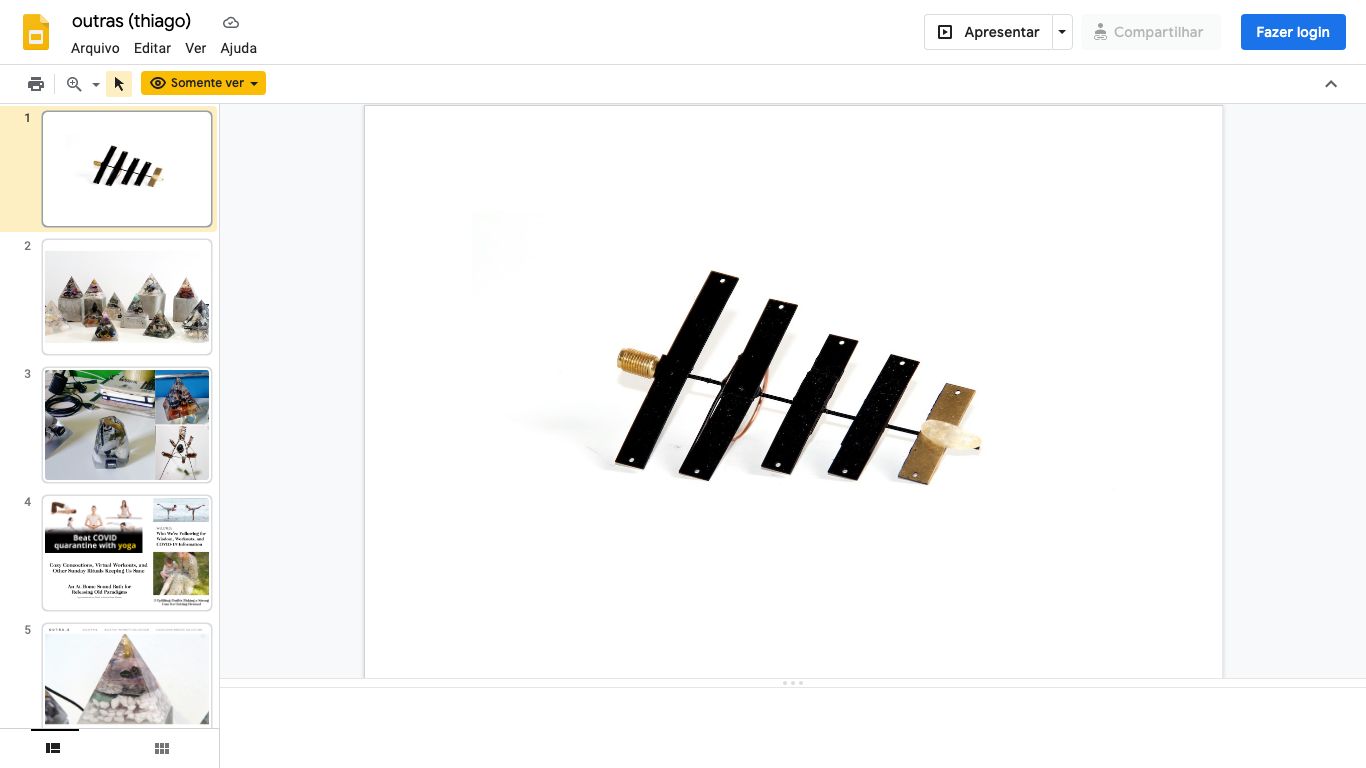 outras (thiago)
Arquivo Editar Ver Ajuda
Apresentar
Compartilhar
Fazer login
Somente ver
1
2
3
4
Beat COVID
quarantine with yoga
Cozy Connections, Virtual Workouts, and
Other Sunday Rituals Keeping Us Sane
An At-Home Sound Bath for
Releasing Old Paradigms
Who We're Following for
Wisdom, Workouts, and
COVID-19 Information
5